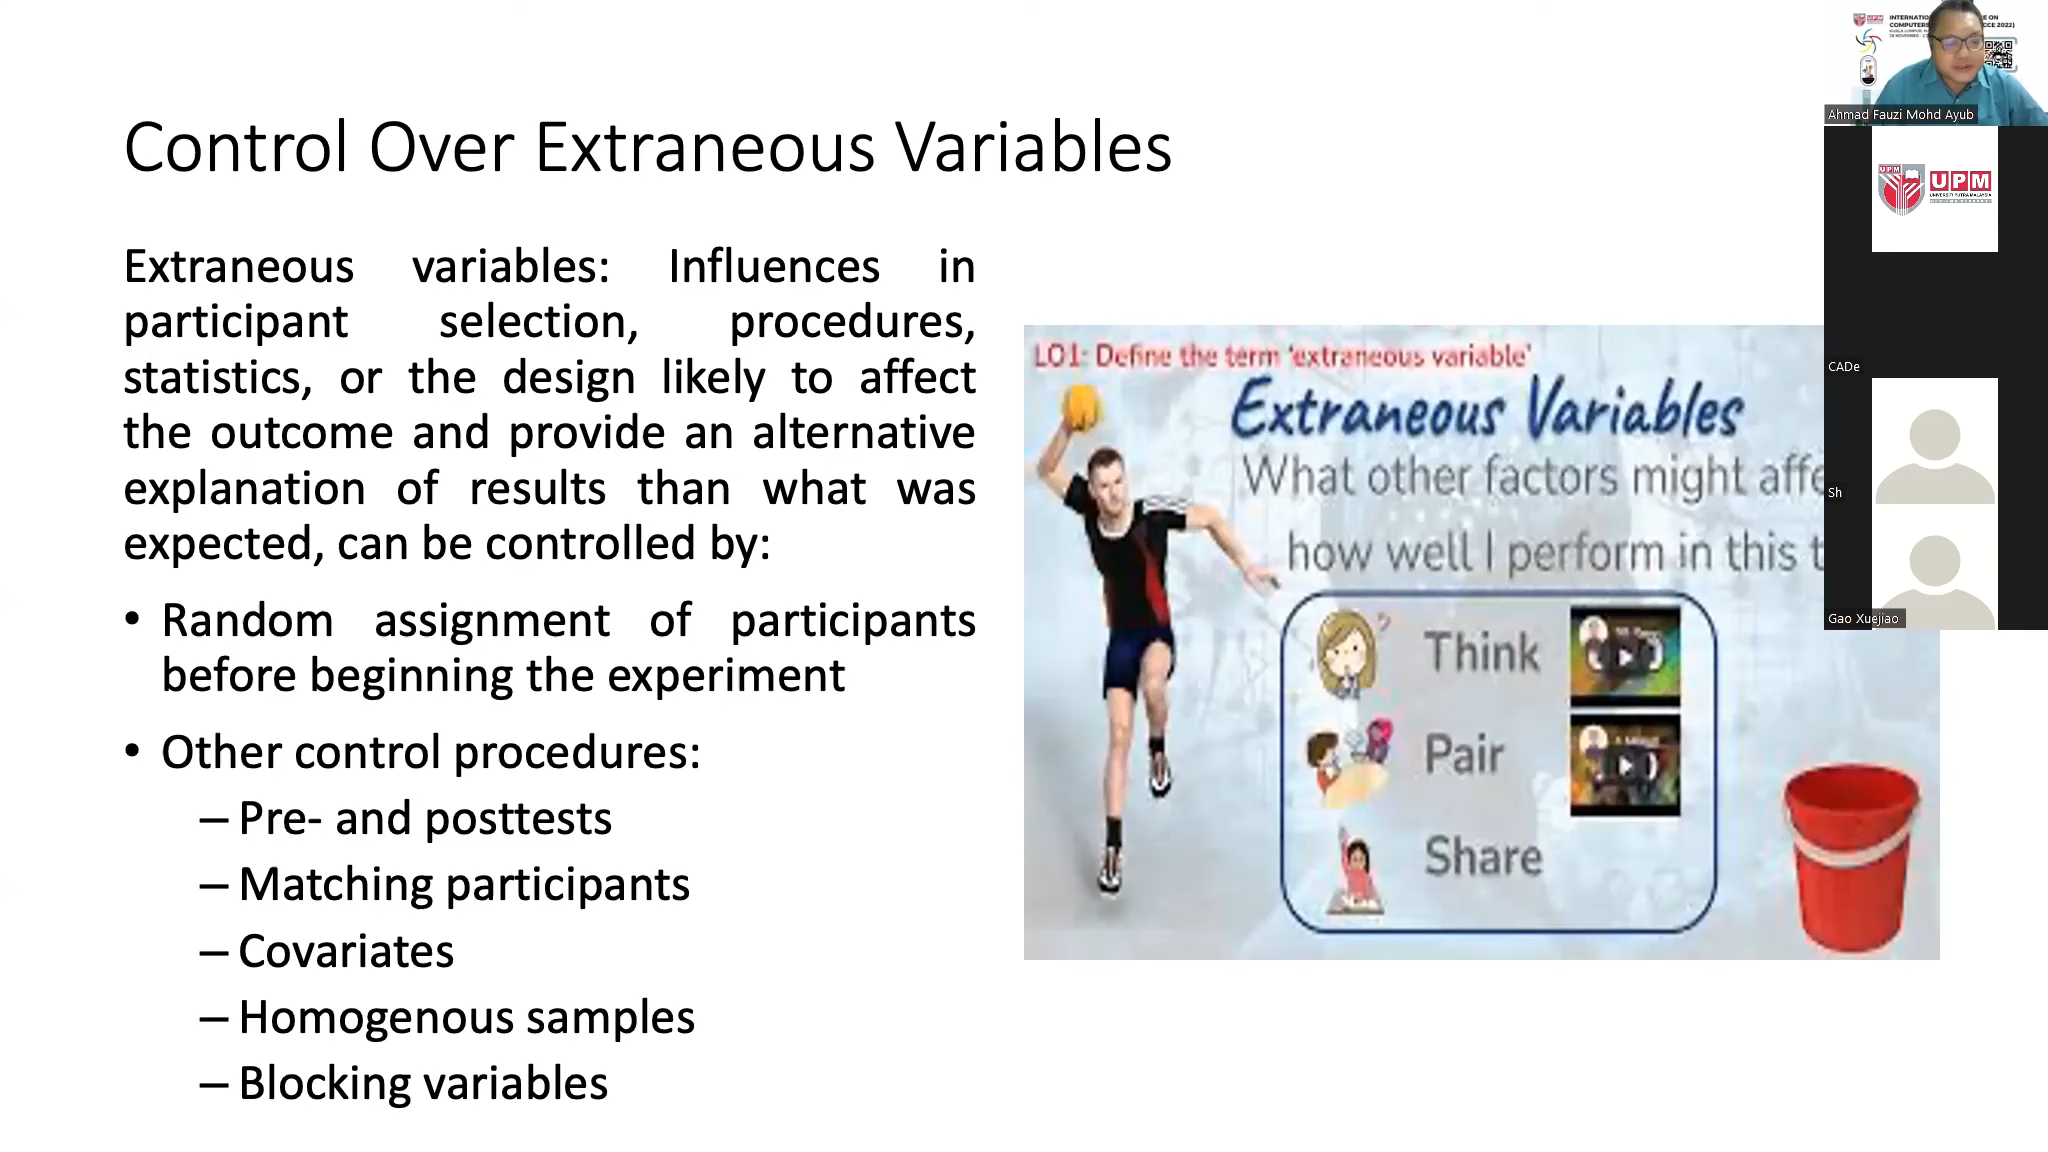 Control Over Extraneous Variables
Extraneous variables: Influences in
participant selection, procedures,
statistics, or the design likely to affect
the outcome and provide an alternative
explanation of results than what was
expected, can be controlled by:
• Random assignment of participants
before beginning the experiment
• Other control procedures:
– Pre- and posttests
– Matching participants
– Covariates
– Homogenous samples
– Blocking variables
LO1: Define the term 'extraneous variable'
Extraneous Variables
What other factors might affe
how well I perform in this t
Think
Pair
Share
Ahmad Fauzi Mohd Ayub
UPM
UPM
UNIVERSITI PUTRA MALAYSIA
CADe
Sh
Gao Xuejiao